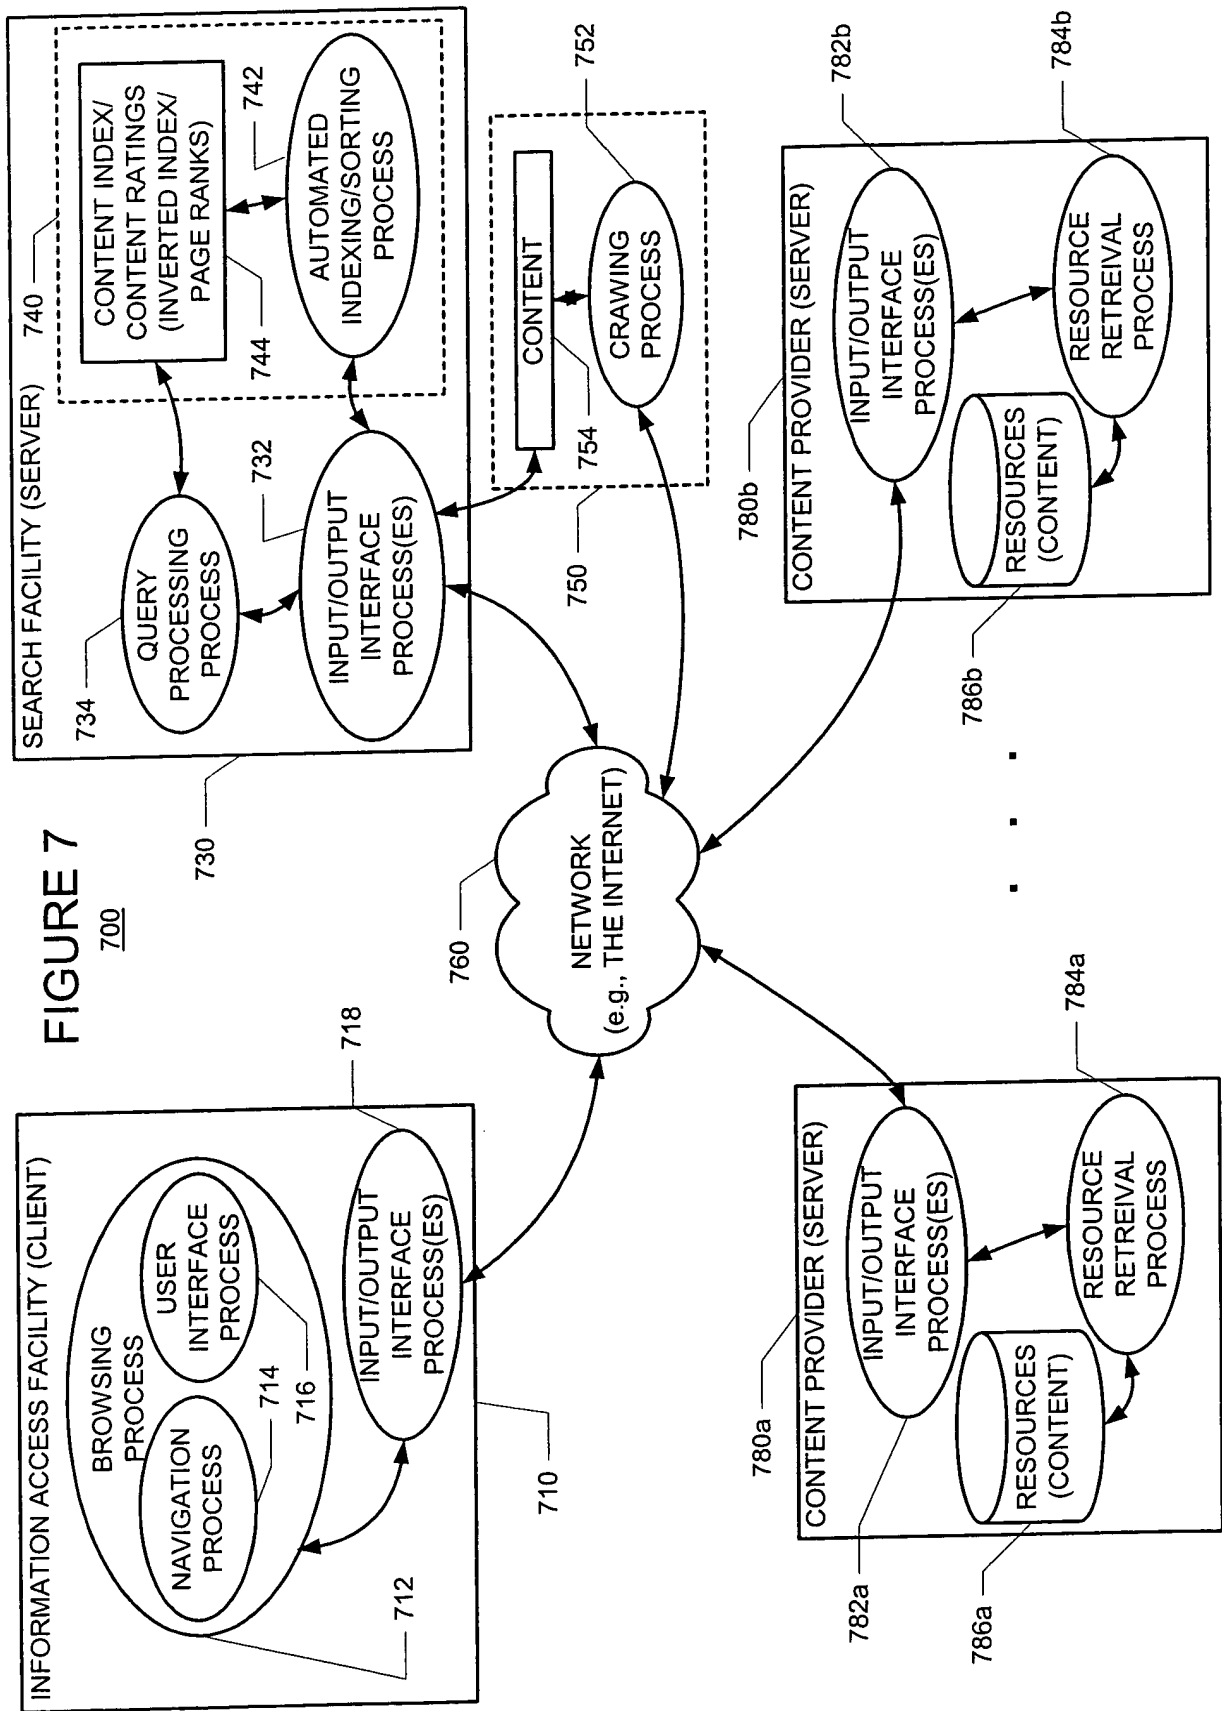 FIGURE 7
700
INFORMATION ACCESS FACILITY (CLIENT)
BROWSING
PROCESS
NAVIGATION
PROCESS
USER
INTERFACE
PROCESS
714
716
712
INPUT/OUTPUT
INTERFACE
PROCESS(ES)
718
710
SEARCH FACILITY (SERVER)
740
734
QUERY
PROCESSING
PROCESS
CONTENT INDEX/
CONTENT RATINGS
(INVERTED INDEX/
PAGE RANKS)
744
742
732
INPUT/OUTPUT
INTERFACE
PROCESS(ES)
AUTOMATED
INDEXING/SORTING
PROCESS
730
CONTENT
754
752
CRAWING
PROCESS
750
760
NETWORK
(e.g., THE INTERNET)
780a
CONTENT PROVIDER (SERVER)
INPUT/OUTPUT
INTERFACE
PROCESS(ES)
782a
RESOURCES
(CONTENT)
786a
RESOURCE
RETREIVAL
PROCESS
784a
. . .
780b
CONTENT PROVIDER (SERVER)
INPUT/OUTPUT
INTERFACE
PROCESS(ES)
782b
RESOURCES
(CONTENT)
786b
RESOURCE
RETREIVAL
PROCESS
784b